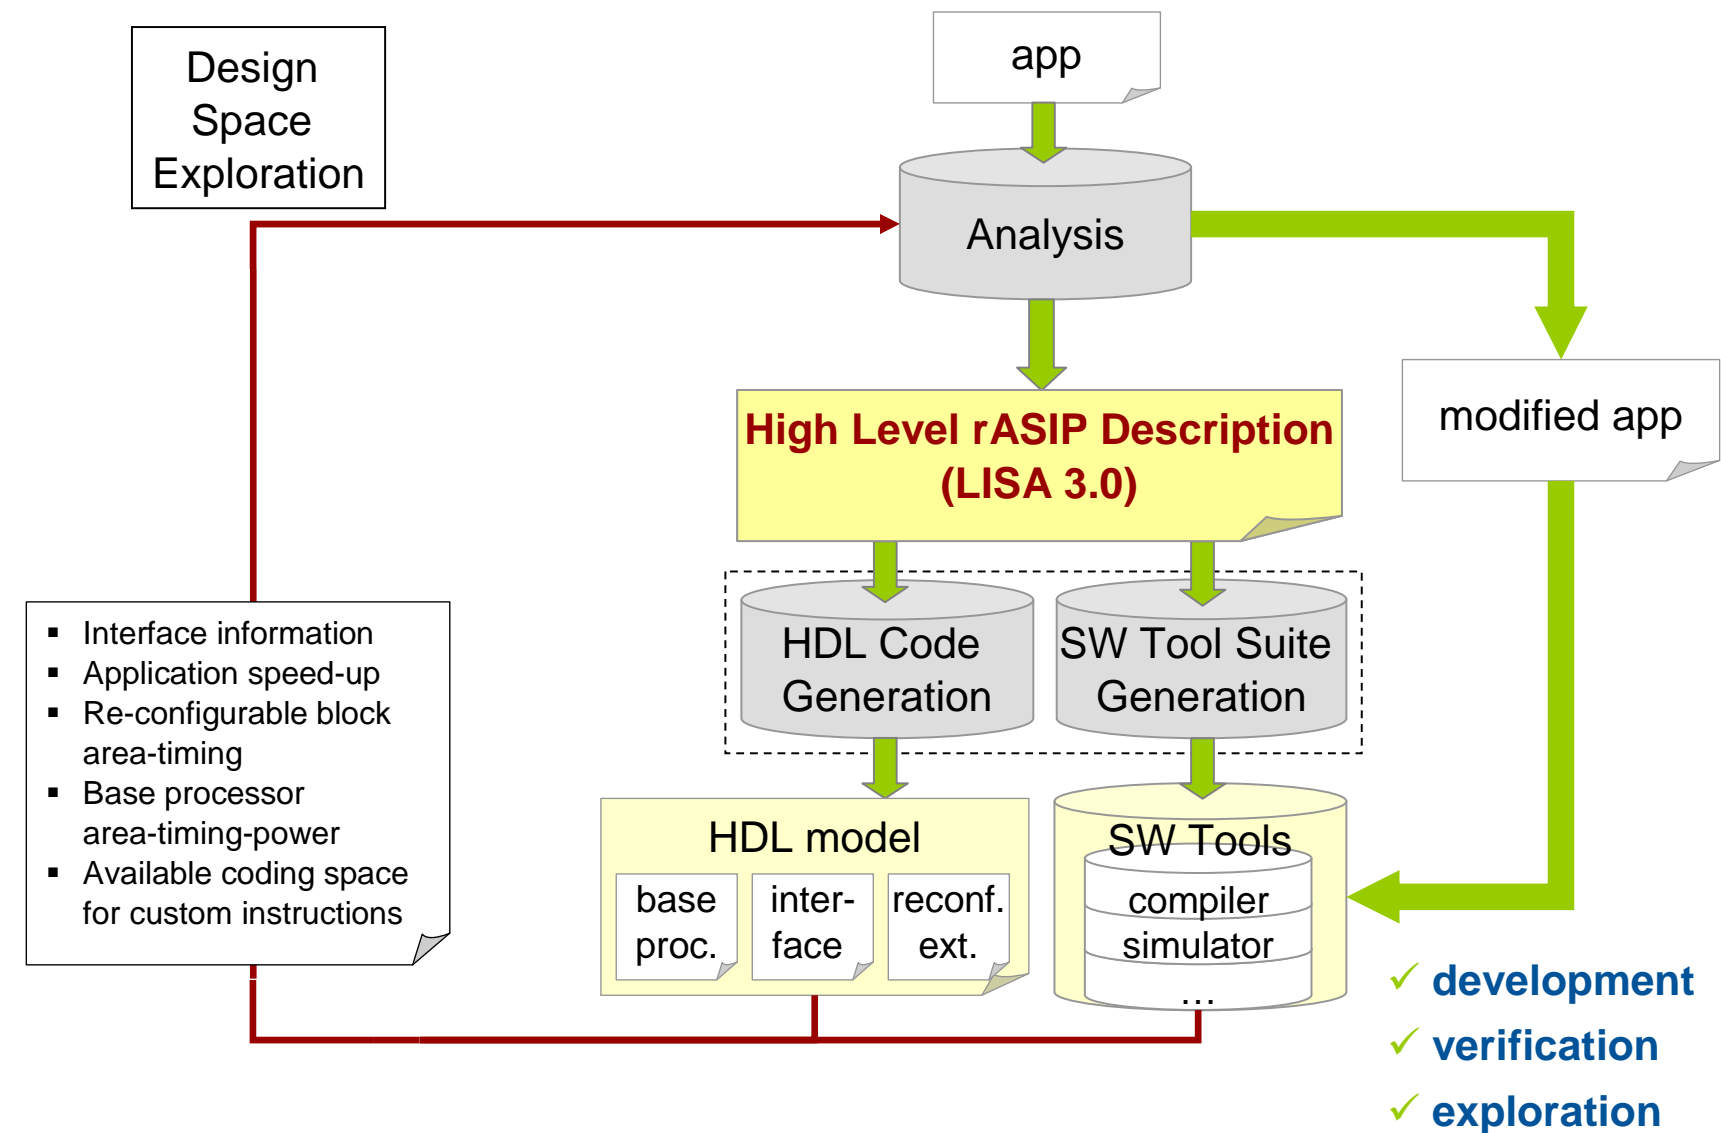 Design
Space
Exploration
app
Analysis
modified app
High Level rASIP Description
(LISA 3.0)
HDL Code
Generation
SW Tool Suite
Generation
▪ Interface information
▪ Application speed-up
▪ Re-configurable block
area-timing
▪ Base processor
area-timing-power
▪ Available coding space
for custom instructions
HDL model
base
proc.
inter-
face
reconf.
ext.
SW Tools
compiler
simulator
...
✓ development
✓ verification
✓ exploration